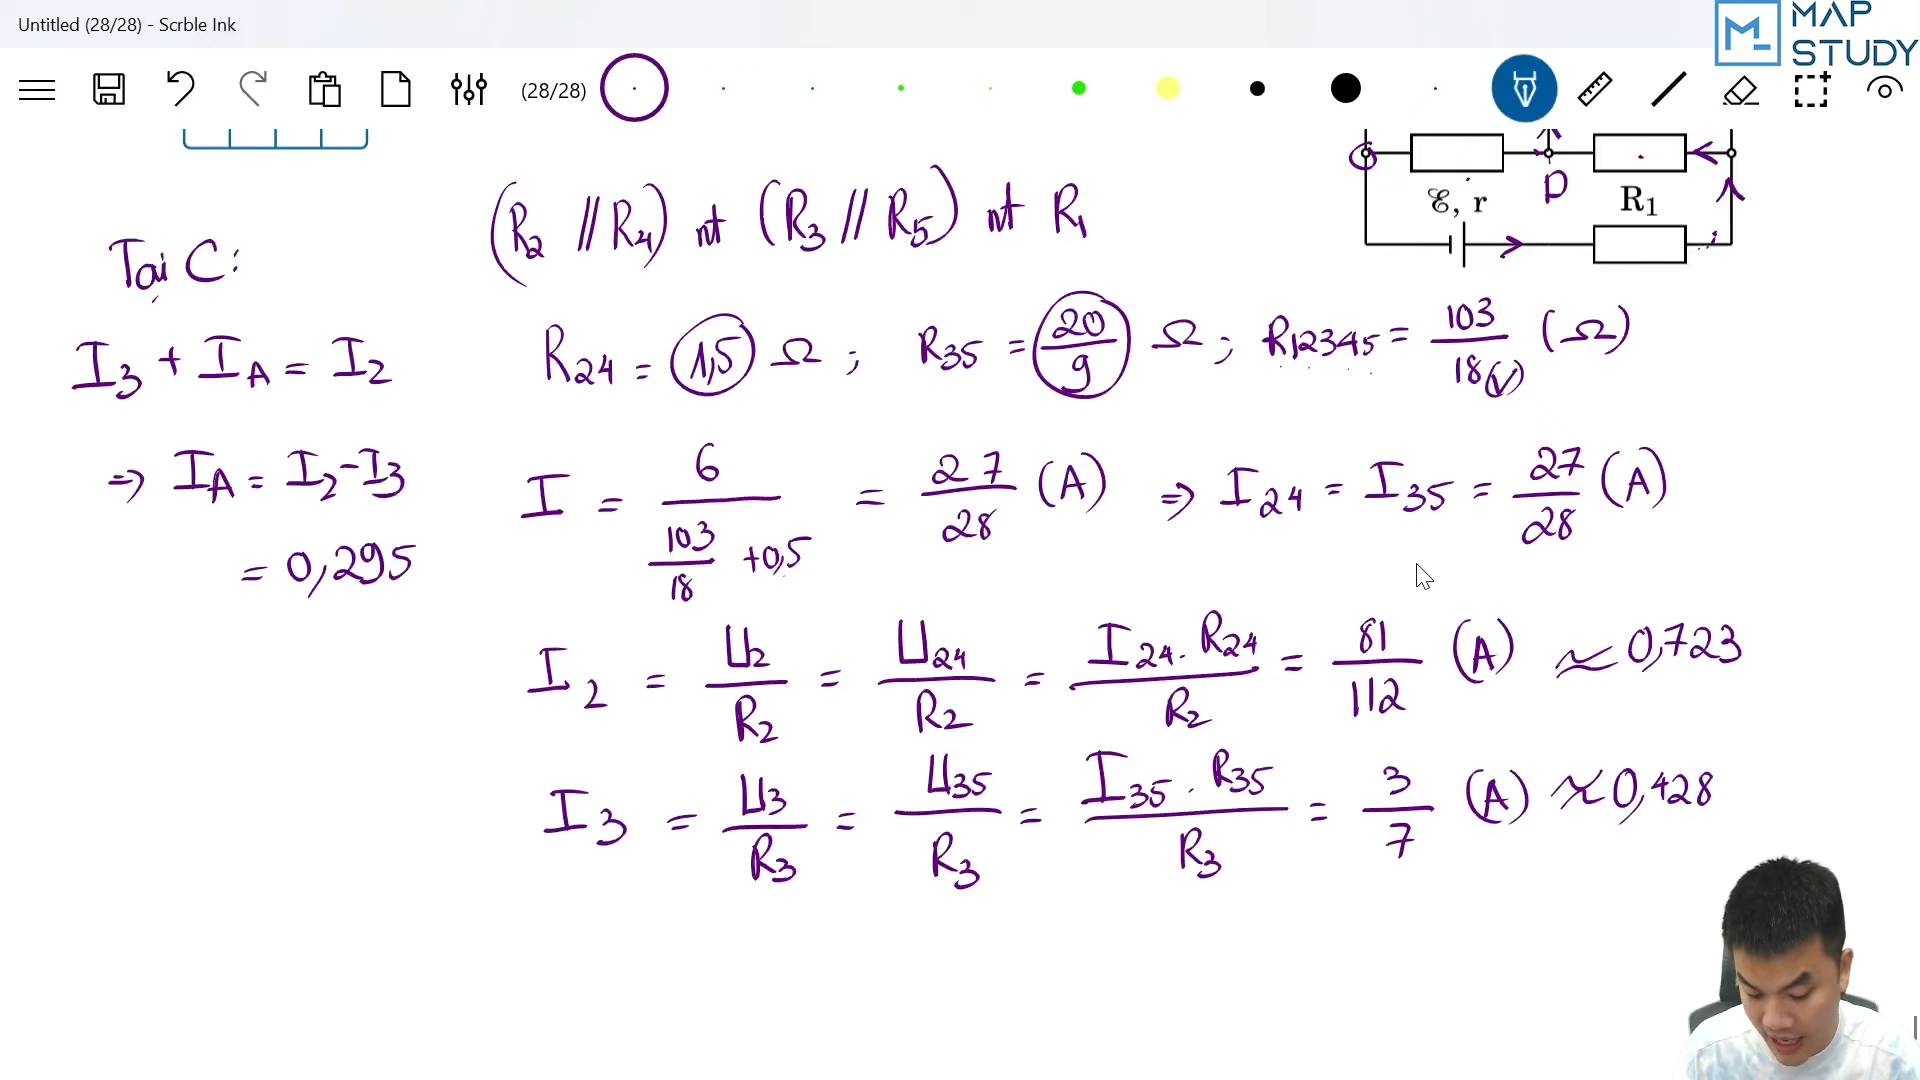 Untitled (28/28) - Scrble Ink
MAP
STUDY
(28/28)
D
ℰ, r
R₁
(R₂ // R₄) nt (R₃ // R₅) nt R₁
Tại C:
I₃ + I_A = I₂
⇒ I_A = I₂ - I₃
= 0,295
R₂₄ = 1,5 Ω ; R₃₅ = 20/9 Ω ; R₁₂₃₄₅ = 103/18 (Ω)
(V)
I = 6/(103/18 + 0,5) = 27/28 (A) ⇒ I₂₄ = I₃₅ = 27/28 (A)
I₂ = U₂/R₂ = U₂₄/R₂ = I₂₄.R₂₄/R₂ = 81/112 (A) ≈ 0,723
I₃ = U₃/R₃ = U₃₅/R₃ = I₃₅.R₃₅/R₃ = 3/7 (A) ≈ 0,428